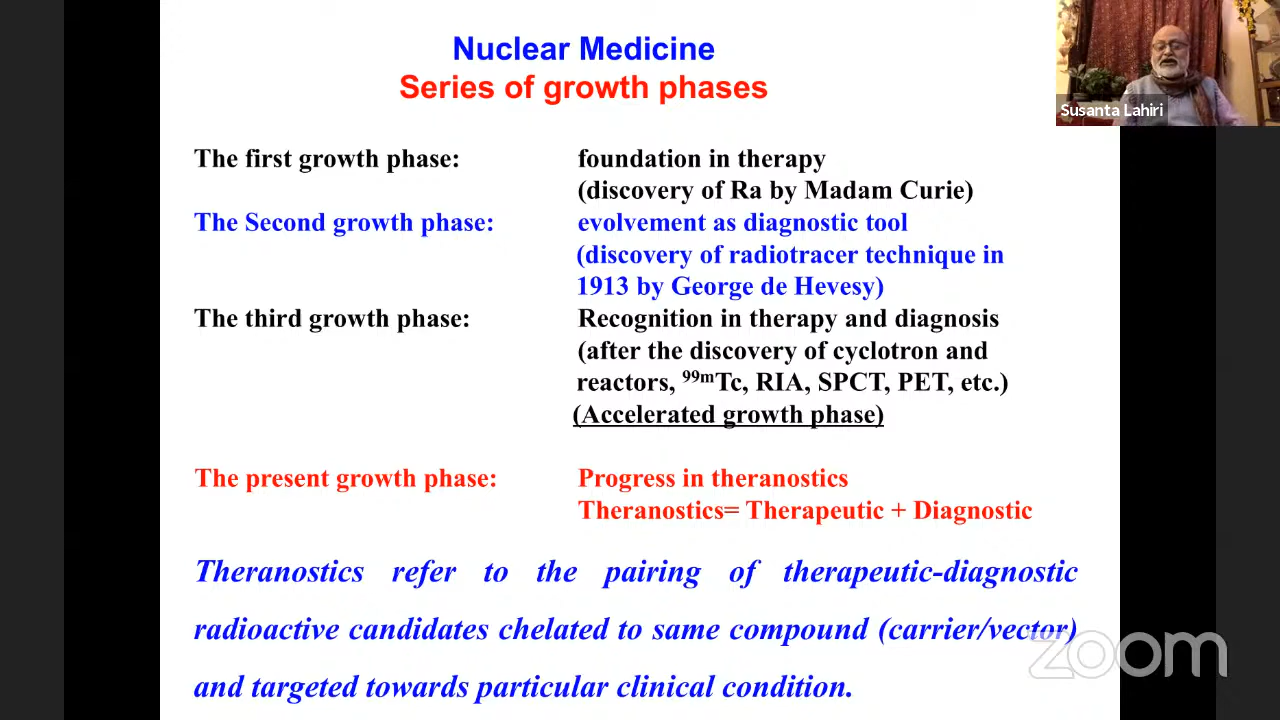 Nuclear Medicine
Series of growth phases
Susanta Lahiri
The first growth phase: foundation in therapy
(discovery of Ra by Madam Curie)
The Second growth phase: evolvement as diagnostic tool
(discovery of radiotracer technique in
1913 by George de Hevesy)
The third growth phase: Recognition in therapy and diagnosis
(after the discovery of cyclotron and
reactors, ⁹⁹ᵐTc, RIA, SPCT, PET, etc.)
(Accelerated growth phase)
The present growth phase: Progress in theranostics
Theranostics= Therapeutic + Diagnostic
Theranostics refer to the pairing of therapeutic-diagnostic
radioactive candidates chelated to same compound (carrier/vector)
and targeted towards particular clinical condition.
zoom